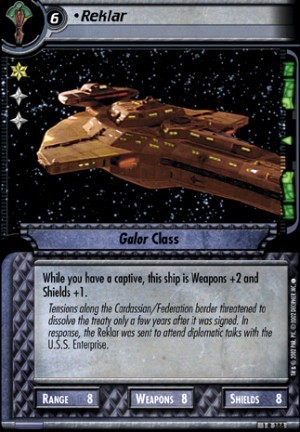 6
•Reklar
Galor Class
While you have a captive, this ship is Weapons +2 and
Shields +1.
Tensions along the Cardassian/Federation border threatened to
dissolve the treaty only a few years after it was signed. In
response, the Reklar was sent to attend diplomatic talks with the
U.S.S. Enterprise.
RANGE 8
WEAPONS 8
SHIELDS 8